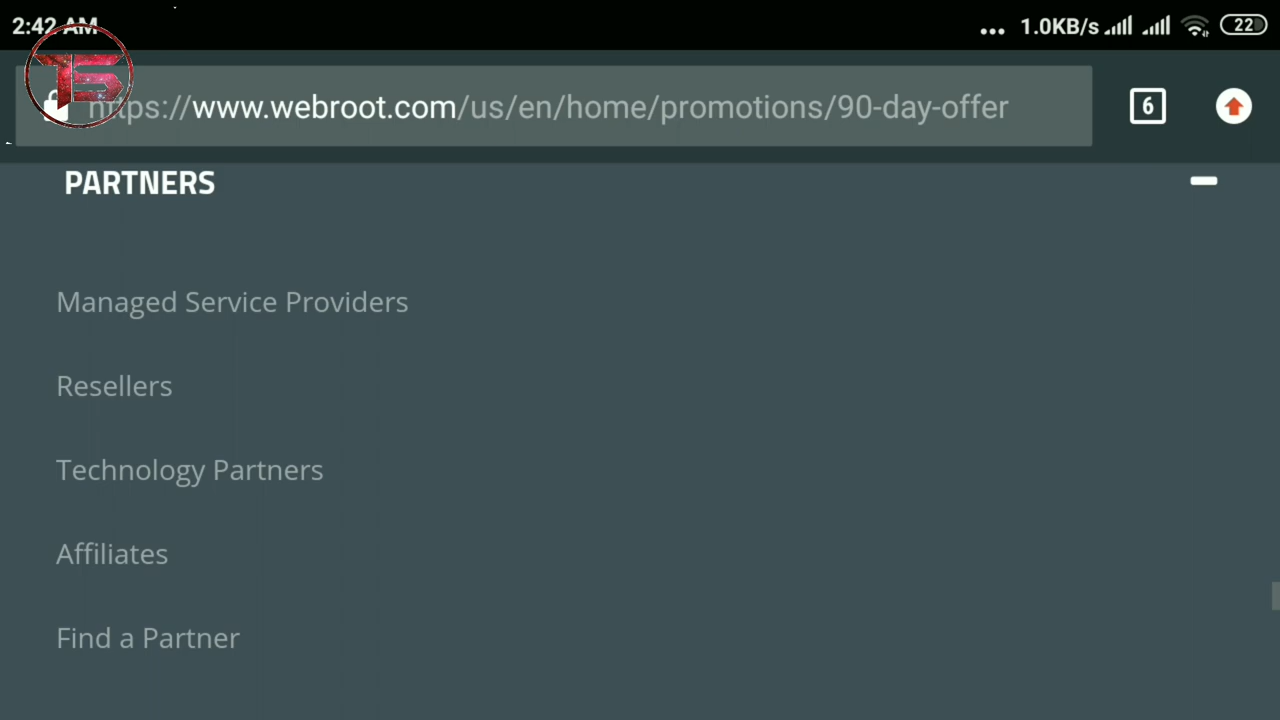 2:42 AM
... 1.0KB/s 22
TS
https://www.webroot.com/us/en/home/promotions/90-day-offer
6
PARTNERS
Managed Service Providers
Resellers
Technology Partners
Affiliates
Find a Partner